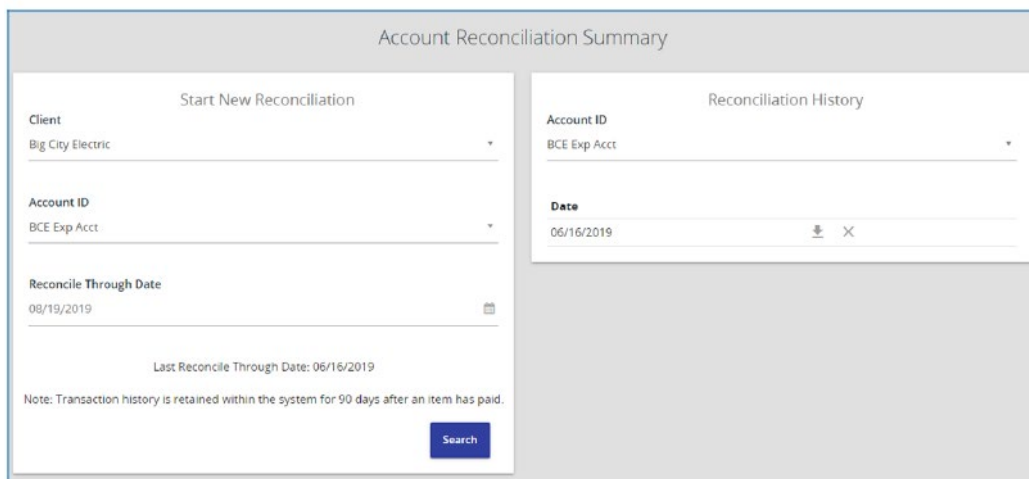 Account Reconciliation Summary
Start New Reconciliation
Client
Big City Electric
Account ID
BCE Exp Acct
Reconcile Through Date
08/19/2019
Last Reconcile Through Date: 06/16/2019
Note: Transaction history is retained within the system for 90 days after an item has paid.
Search
Reconciliation History
Account ID
BCE Exp Acct
Date
06/16/2019